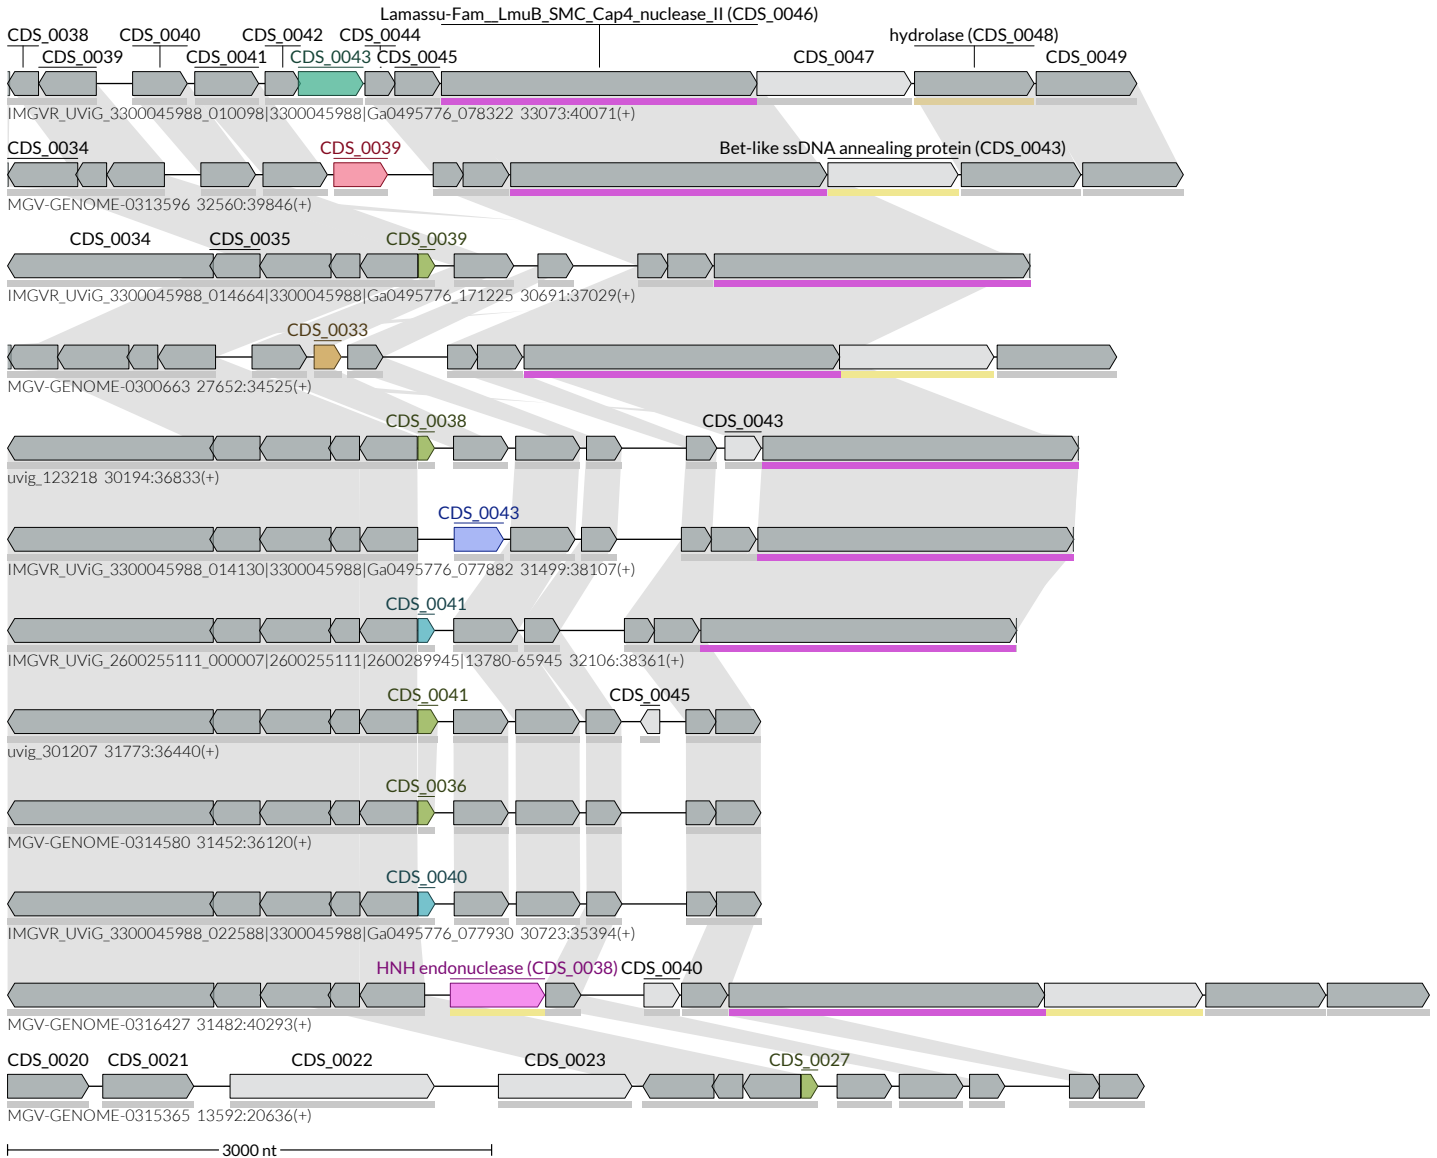 Lamassu-Fam__LmuB_SMC_Cap4_nuclease_II (CDS_0046)
CDS_0038 CDS_0040 CDS_0042 CDS_0044 hydrolase (CDS_0048)
CDS_0039 CDS_0041 CDS_0043 CDS_0045 CDS_0047 CDS_0049
IMGVR_UViG_3300045988_010098|3300045988|Ga0495776_078322 33073:40071(+)
CDS_0034 CDS_0039 Bet-like ssDNA annealing protein (CDS_0043)
MGV-GENOME-0313596 32560:39846(+)
CDS_0034 CDS_0035 CDS_0039
IMGVR_UViG_3300045988_014664|3300045988|Ga0495776_171225 30691:37029(+)
CDS_0033
MGV-GENOME-0300663 27652:34525(+)
CDS_0038 CDS_0043
uvig_123218 30194:36833(+)
CDS_0043
IMGVR_UViG_3300045988_014130|3300045988|Ga0495776_077882 31499:38107(+)
CDS_0041
IMGVR_UViG_2600255111_000007|2600255111|2600289945|13780-65945 32106:38361(+)
CDS_0041 CDS_0045
uvig_301207 31773:36440(+)
CDS_0036
MGV-GENOME-0314580 31452:36120(+)
CDS_0040
IMGVR_UViG_3300045988_022588|3300045988|Ga0495776_077930 30723:35394(+)
HNH endonuclease (CDS_0038) CDS_0040
MGV-GENOME-0316427 31482:40293(+)
CDS_0020 CDS_0021 CDS_0022 CDS_0023 CDS_0027
MGV-GENOME-0315365 13592:20636(+)
3000 nt